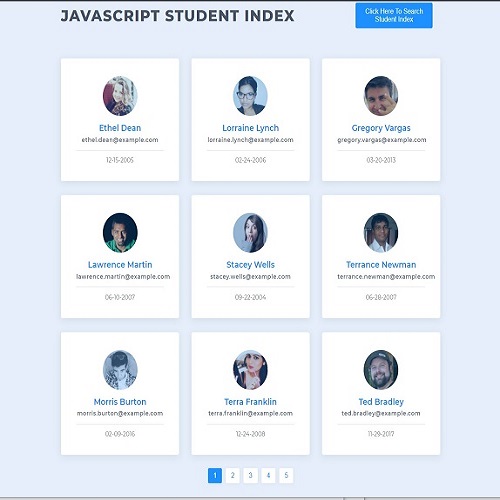 JAVASCRIPT STUDENT INDEX
Click Here To Search
Student Index
Ethel Dean
ethel.dean@example.com
12-15-2005
Lorraine Lynch
lorraine.lynch@example.com
02-24-2006
Gregory Vargas
gregory.vargas@example.com
03-20-2013
Lawrence Martin
lawrence.martin@example.com
06-10-2007
Stacey Wells
stacey.wells@example.com
09-22-2004
Terrance Newman
terrance.newman@example.com
06-28-2007
Morris Burton
morris.burton@example.com
02-09-2016
Terra Franklin
terra.franklin@example.com
12-24-2008
Ted Bradley
ted.bradley@example.com
11-29-2017
1 2 3 4 5